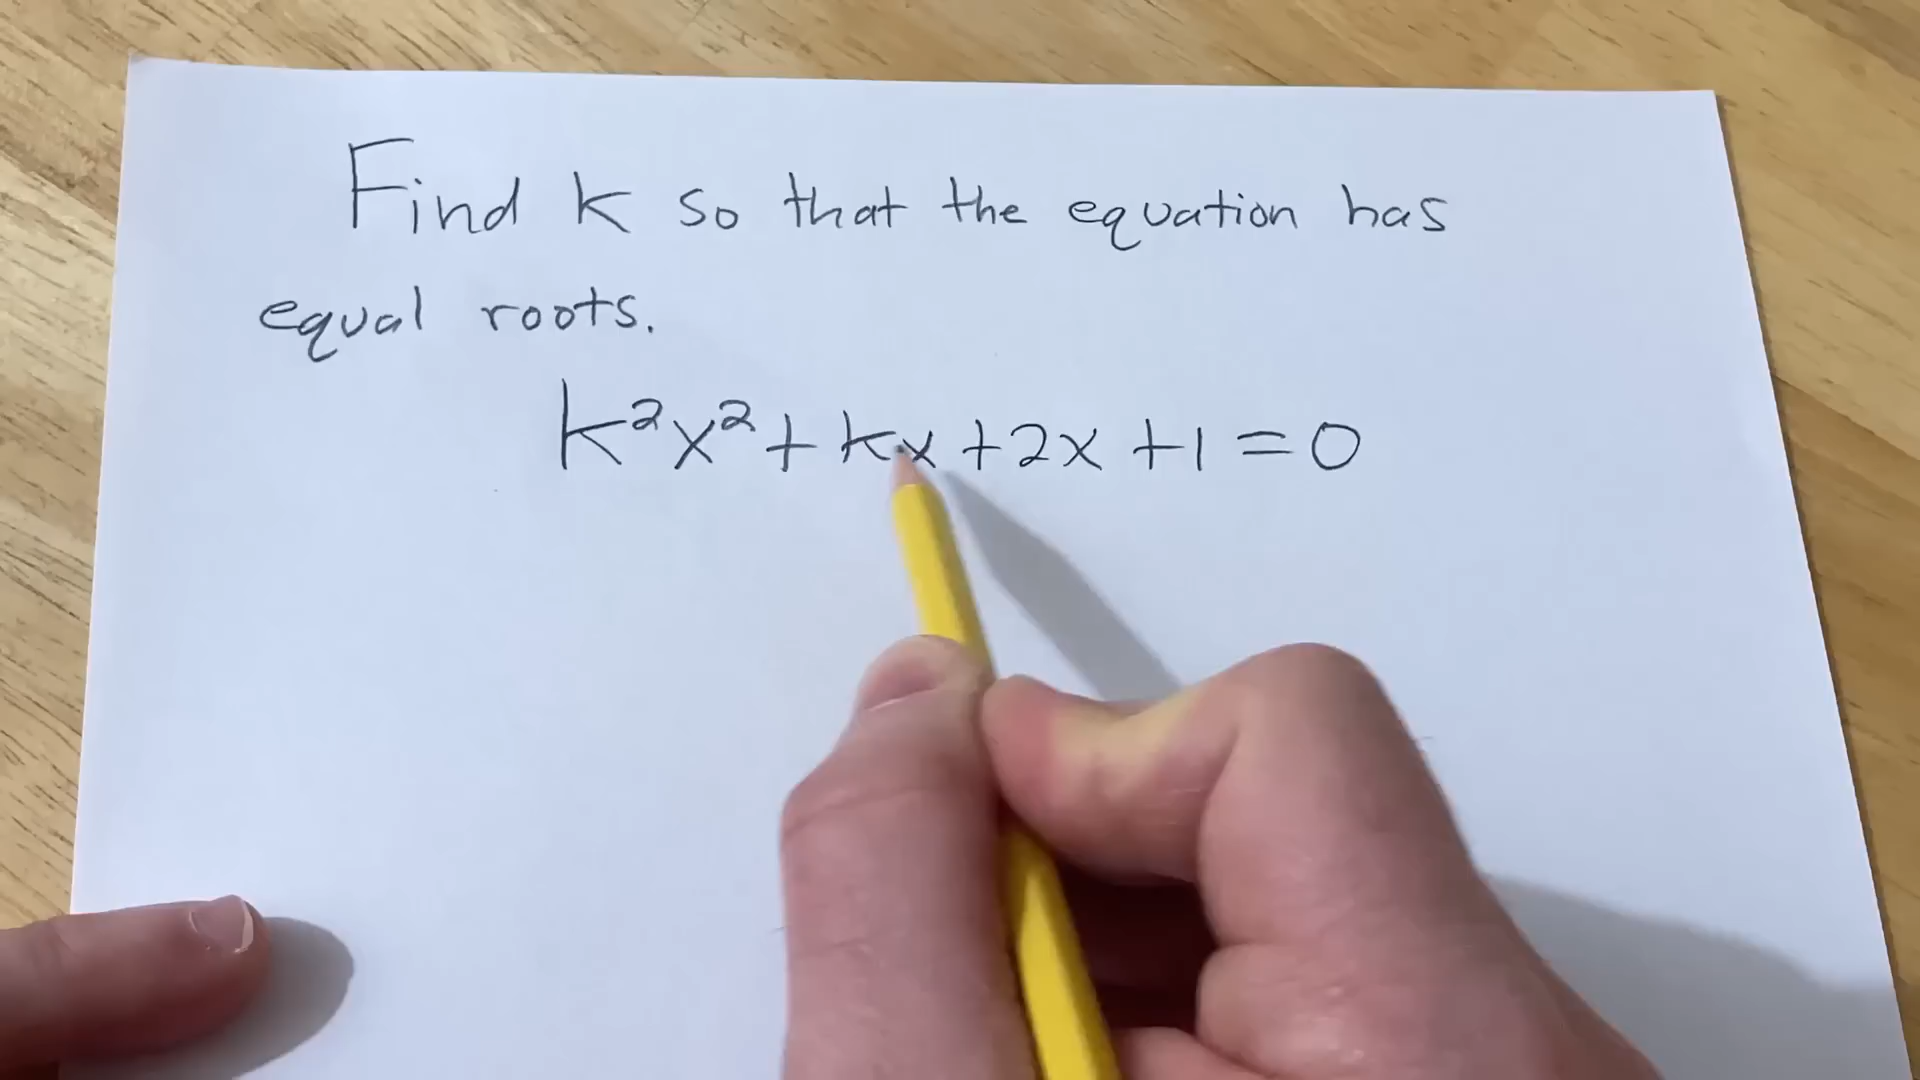 Find k so that the equation has
equal roots.
k²x² + kx + 2x + 1 = 0